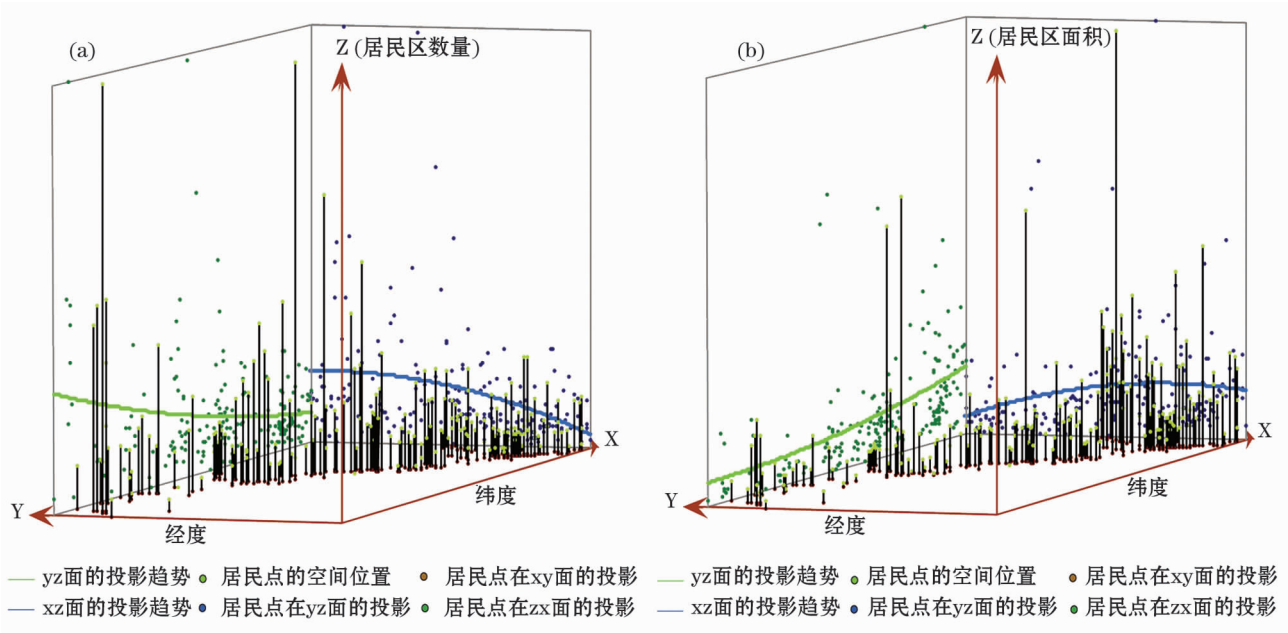 (a)
Z (居民区数量)
X
Y
纬度
经度
yz面的投影趋势
居民点的空间位置
居民点在xy面的投影
xz面的投影趋势
居民点在yz面的投影
居民点在zx面的投影
(b)
Z (居民区面积)
X
Y
纬度
经度
yz面的投影趋势
居民点的空间位置
居民点在xy面的投影
xz面的投影趋势
居民点在yz面的投影
居民点在zx面的投影